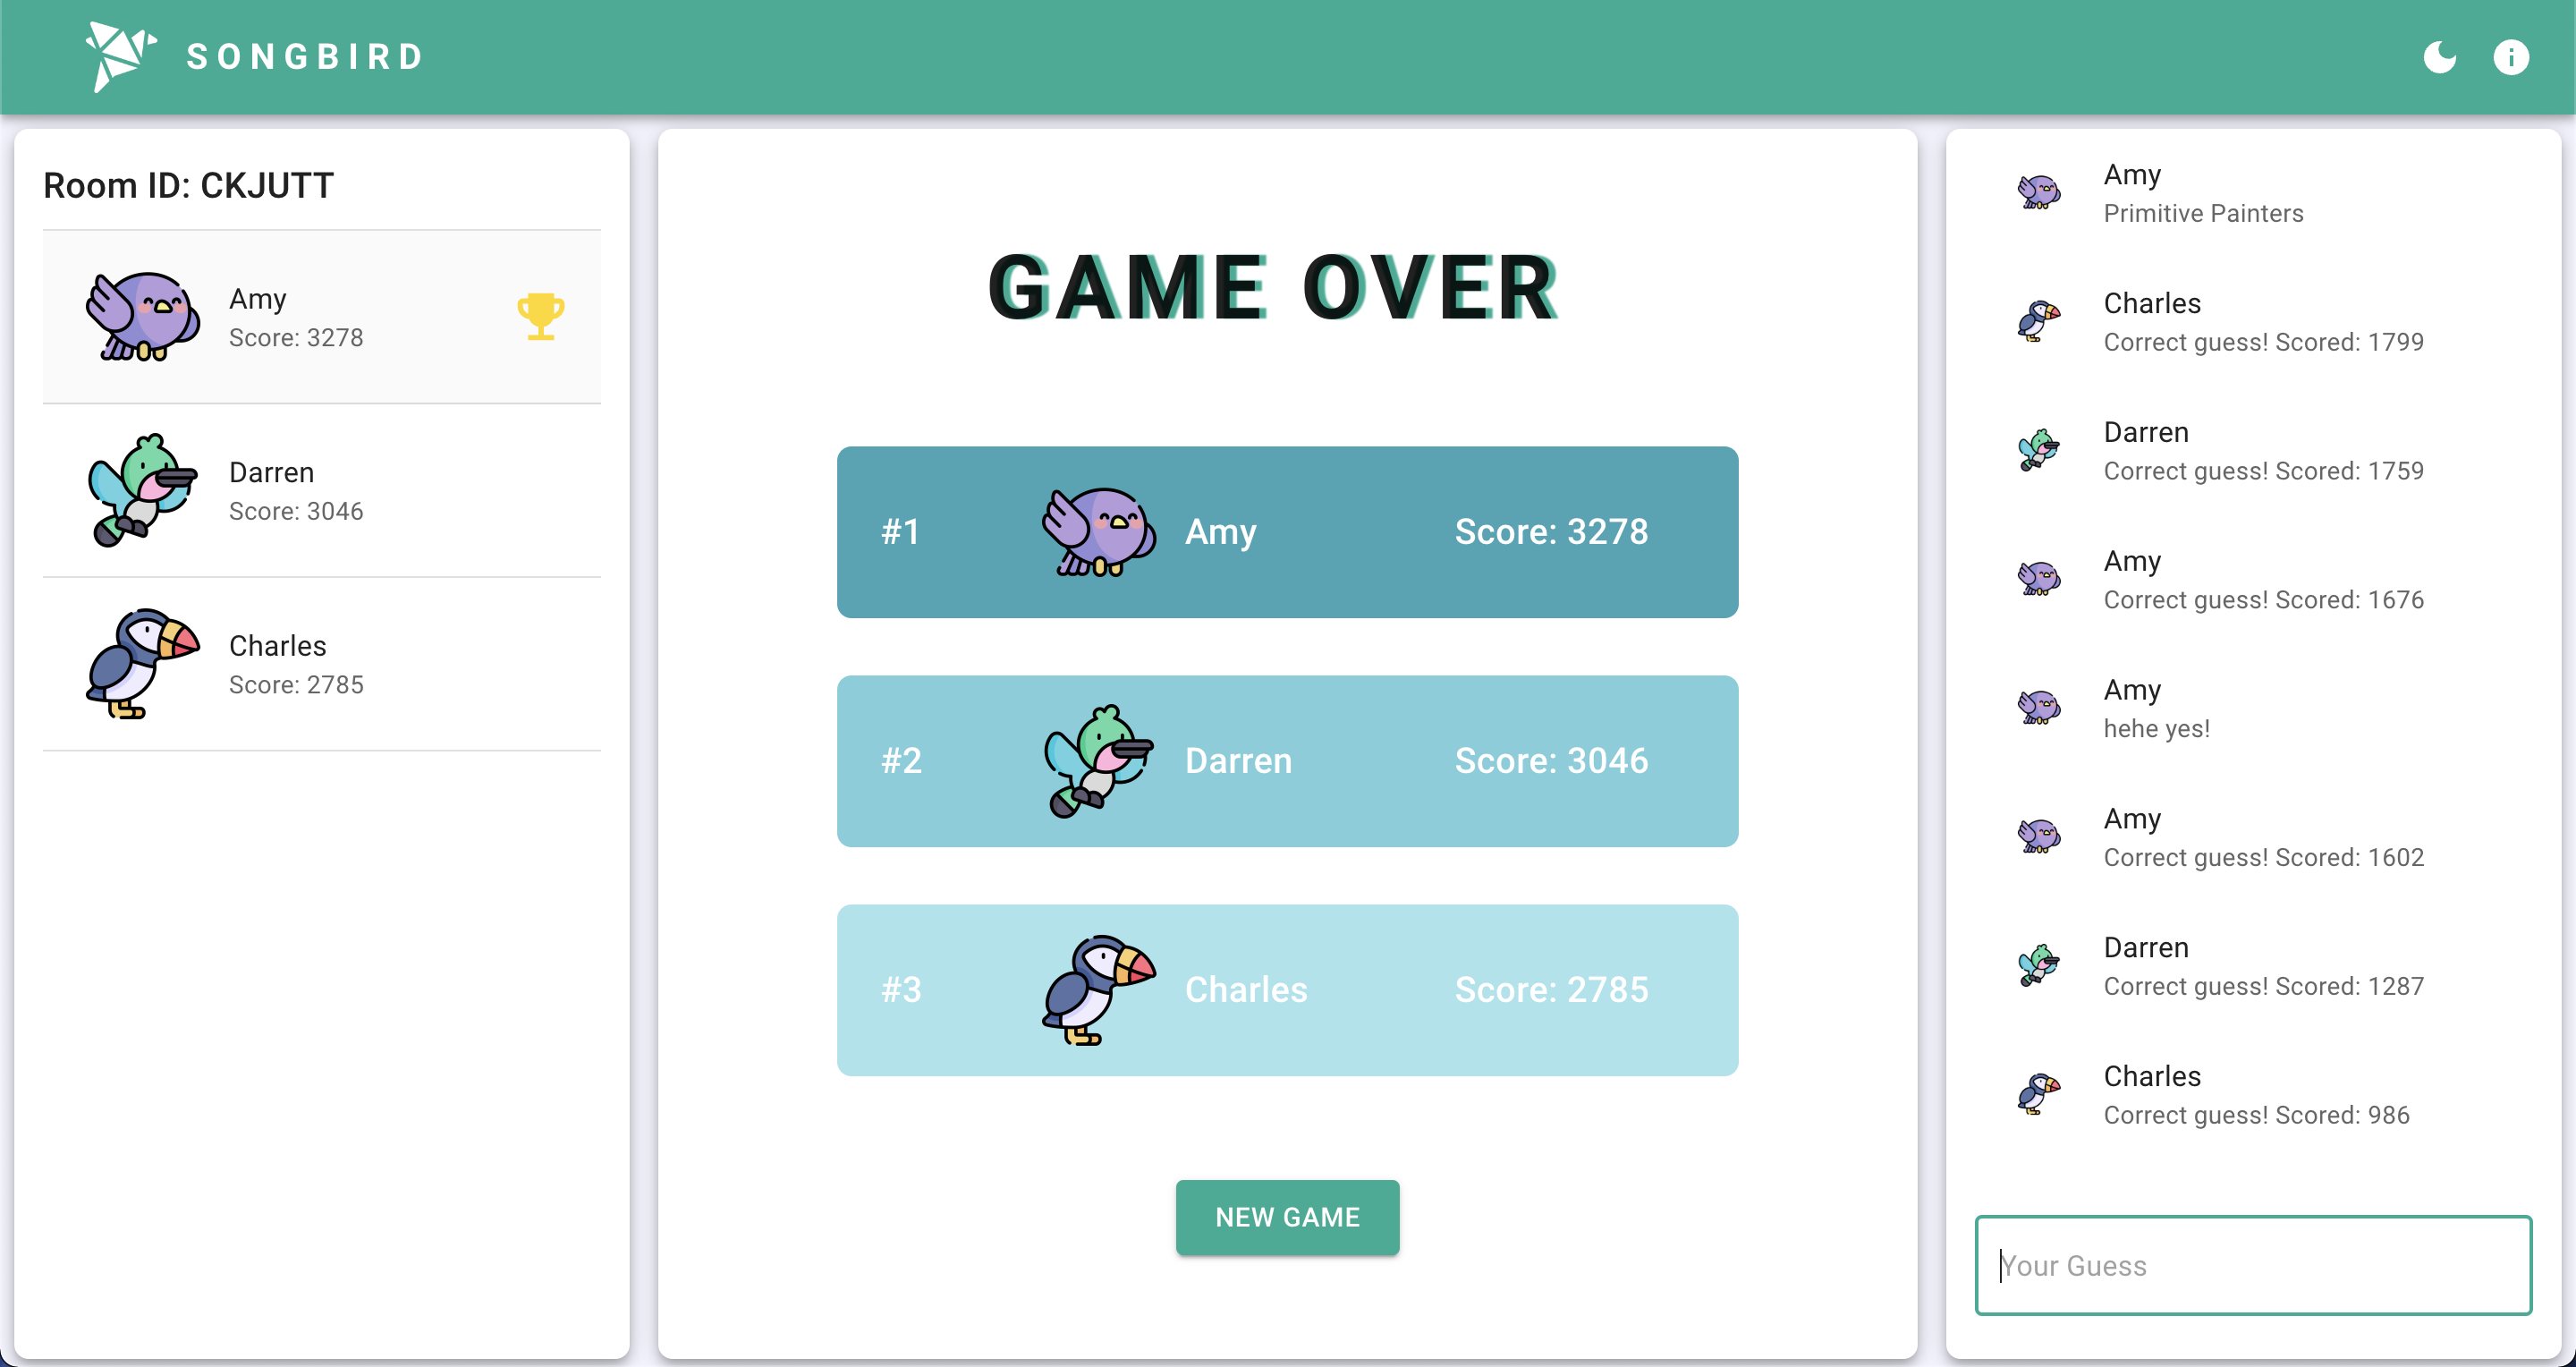 SONGBIRD
Room ID: CKJUTT
Amy
Score: 3278
Darren
Score: 3046
Charles
Score: 2785
GAME OVER
#1 Amy Score: 3278
#2 Darren Score: 3046
#3 Charles Score: 2785
NEW GAME
Amy
Primitive Painters
Charles
Correct guess! Scored: 1799
Darren
Correct guess! Scored: 1759
Amy
Correct guess! Scored: 1676
Amy
hehe yes!
Amy
Correct guess! Scored: 1602
Darren
Correct guess! Scored: 1287
Charles
Correct guess! Scored: 986
Your Guess